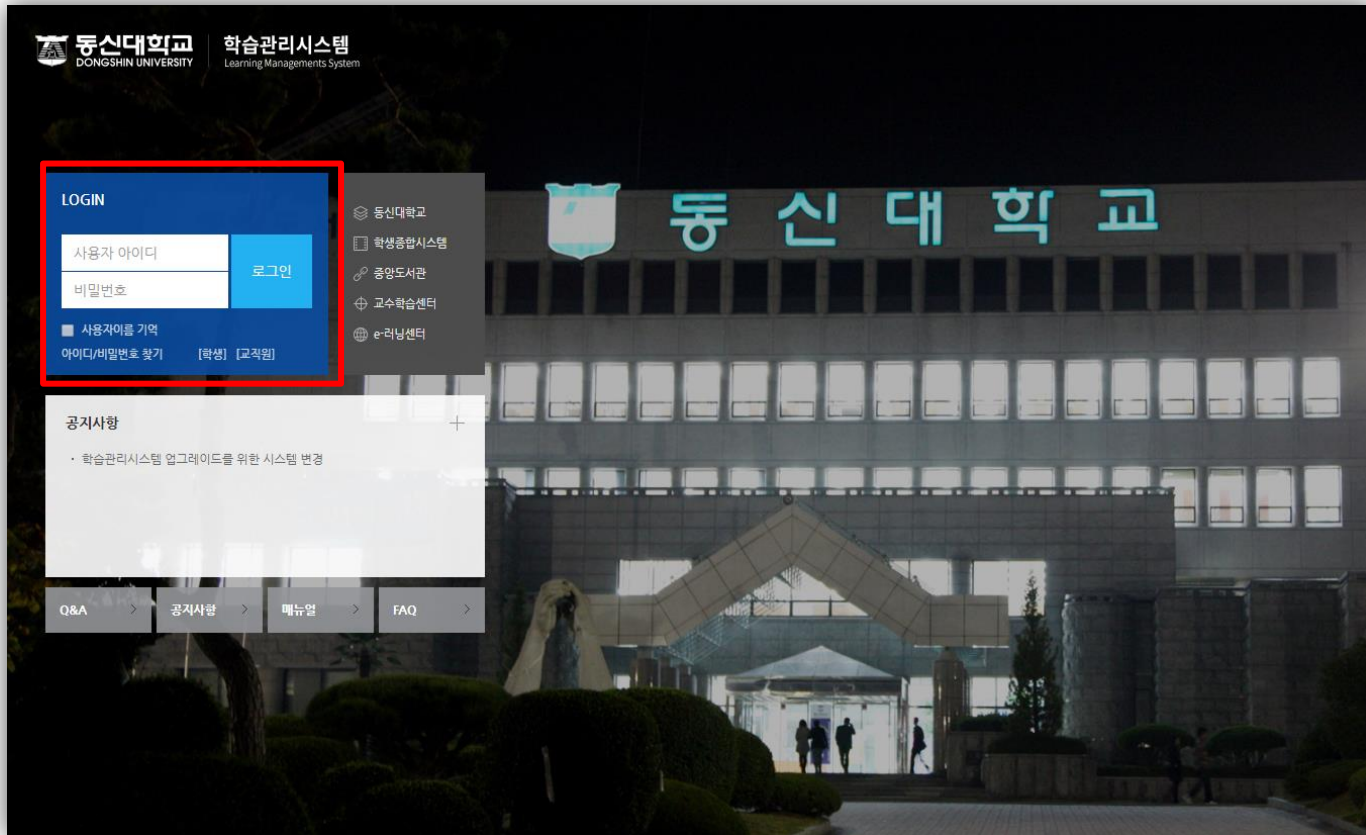 동신대학교
DONGSHIN UNIVERSITY
학습관리시스템
Learning Managements System
LOGIN
사용자 아이디
비밀번호
로그인
사용자이름 기억
아이디/비밀번호 찾기 [학생] [교직원]
동신대학교
학생종합시스템
중앙도서관
교수학습센터
e-러닝센터
동신대학교
공지사항
· 학습관리시스템 업그레이드를 위한 시스템 변경
Q&A
공지사항
매뉴얼
FAQ